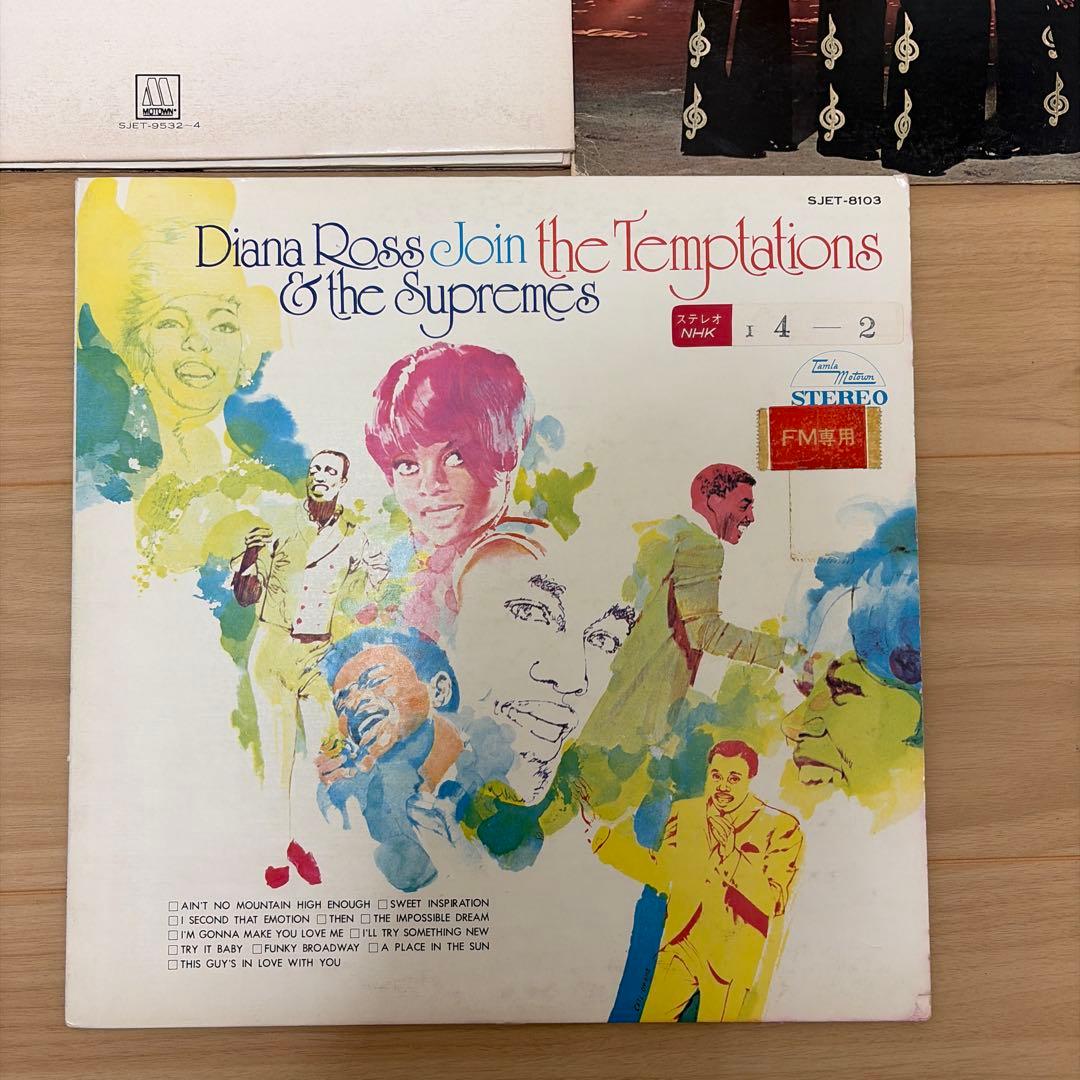 MOTOWN
SJET-9532~4
SJET-8103
Diana Ross Join the Temptations
& the Supremes
ステレオ
NHK
I 4 — 2
Tamla
Motown
STEREO
FM専用
□ AIN'T NO MOUNTAIN HIGH ENOUGH □ SWEET INSPIRATION
□ I SECOND THAT EMOTION □ THEN □ THE IMPOSSIBLE DREAM
□ I'M GONNA MAKE YOU LOVE ME □ I'LL TRY SOMETHING NEW
□ TRY IT BABY □ FUNKY BROADWAY □ A PLACE IN THE SUN
□ THIS GUY'S IN LOVE WITH YOU